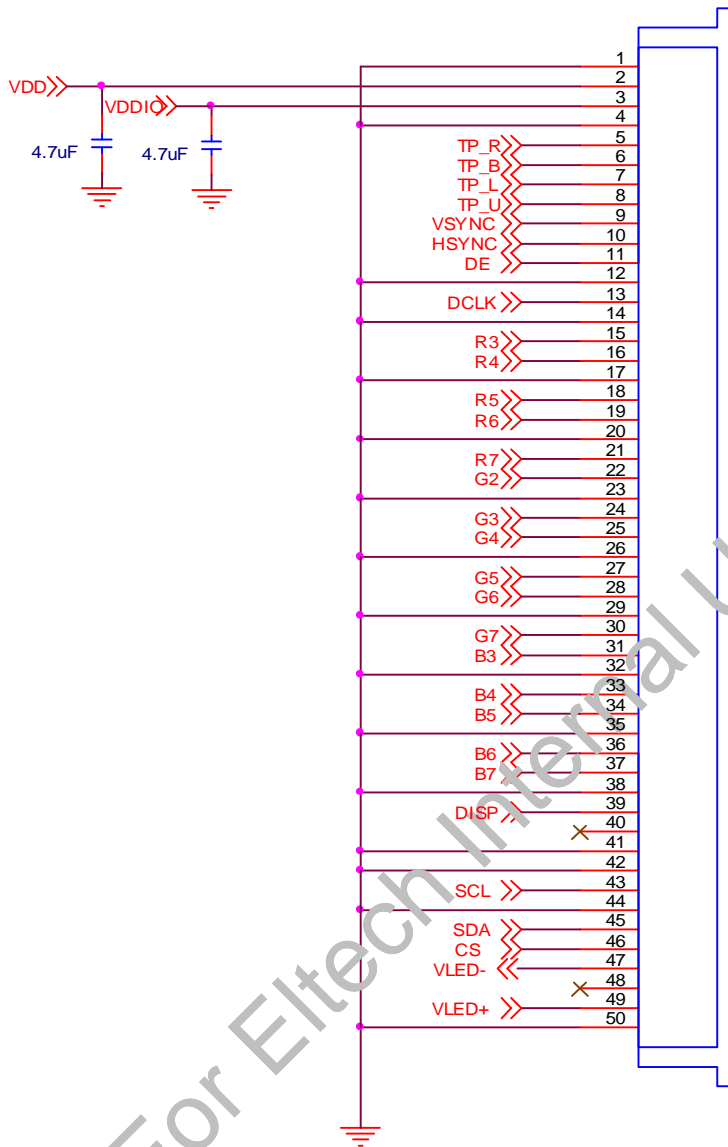 1
VDD 2
VDDIO 3
4
4.7uF 4.7uF
TP_R 5
TP_B 6
TP_L 7
TP_U 8
VSYNC 9
HSYNC 10
DE 11
12
DCLK 13
14
R3 15
R4 16
17
R5 18
R6 19
20
R7 21
G2 22
23
G3 24
G4 25
26
G5 27
G6 28
29
G7 30
B3 31
32
B4 33
B5 34
35
B6 36
B7 37
38
DISP 39
40
41
42
SCL 43
44
SDA 45
CS 46
VLED- 47
48
VLED+ 49
50
For Eltech Internal U